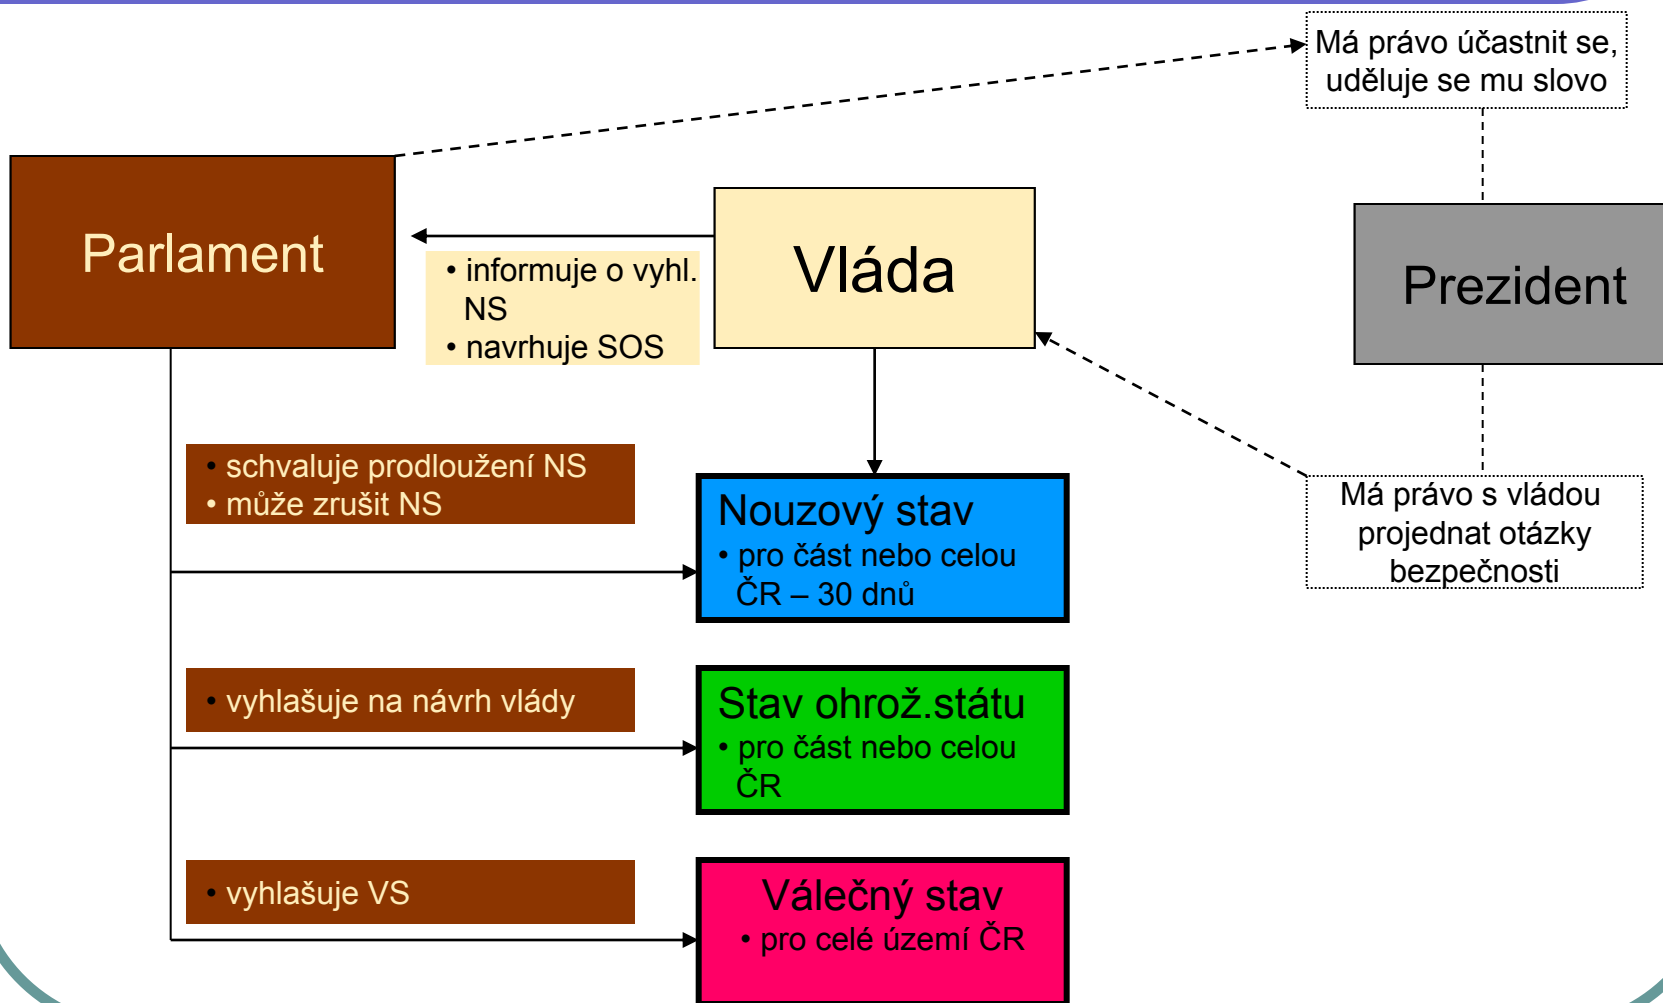 Má právo účastnit se,
uděluje se mu slovo
Parlament
• informuje o vyhl.
NS
• navrhuje SOS
Vláda
Prezident
• schvaluje prodloužení NS
• může zrušit NS
Nouzový stav
• pro část nebo celou
ČR – 30 dnů
Má právo s vládou
projednat otázky
bezpečnosti
• vyhlašuje na návrh vlády
Stav ohrož.státu
• pro část nebo celou
ČR
• vyhlašuje VS
Válečný stav
• pro celé území ČR